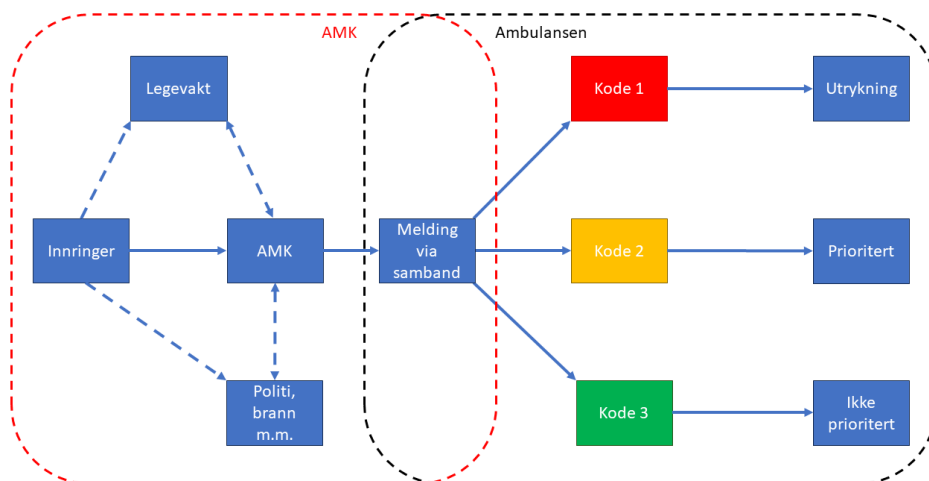 AMK
Ambulansen
Legevakt
Kode 1
Utrykning
Innringer
AMK
Melding
via
samband
Kode 2
Prioritert
Politi,
brann
m.m.
Kode 3
Ikke
prioritert